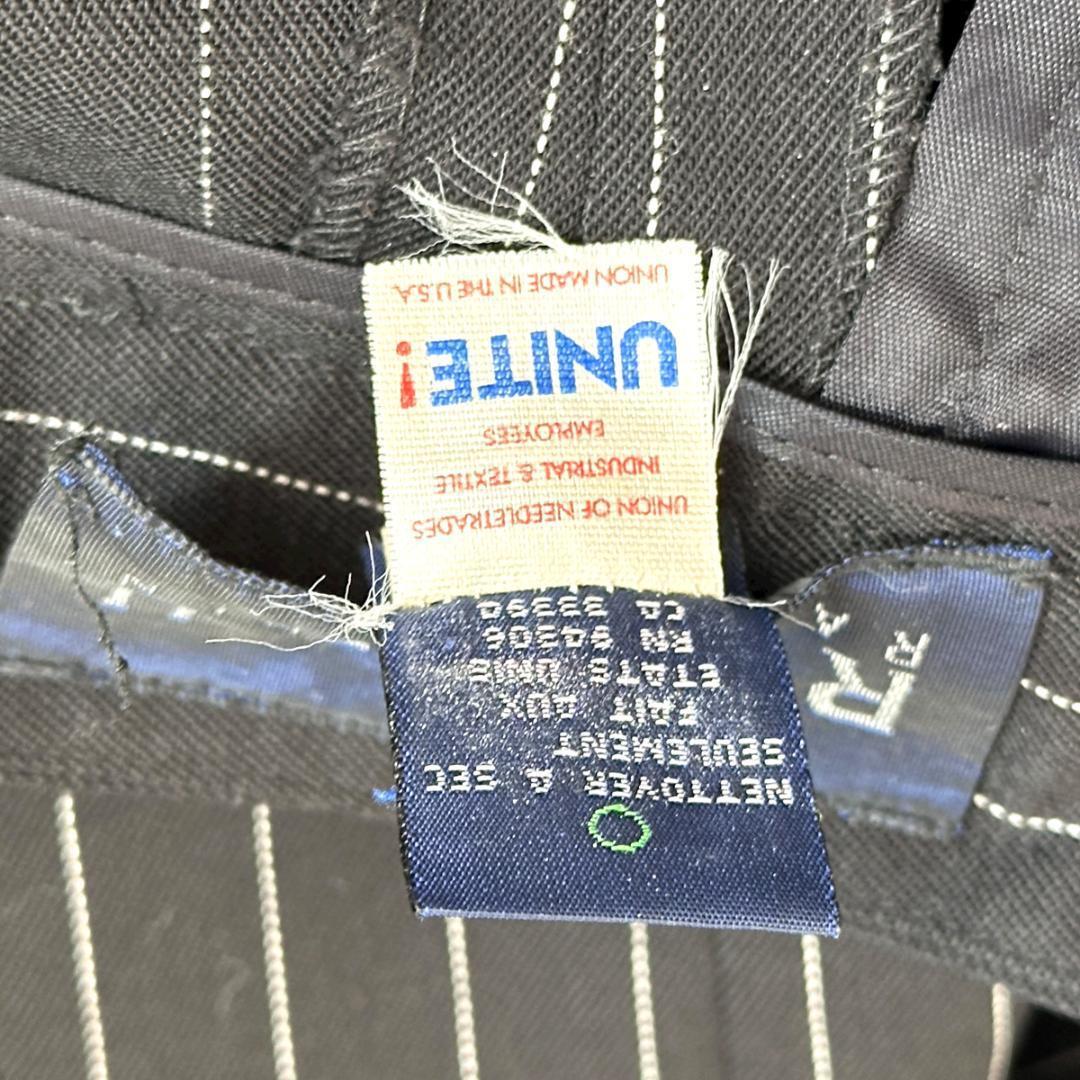 NETTOYER A SEC
SEULEMENT
FAIT AUX
ETATS UNIS
RN 94306
CA 33390
UNION OF NEEDLETRADES
INDUSTRIAL & TEXTILE
EMPLOYEES
UNITE!
UNION MADE IN THE U.S.A.